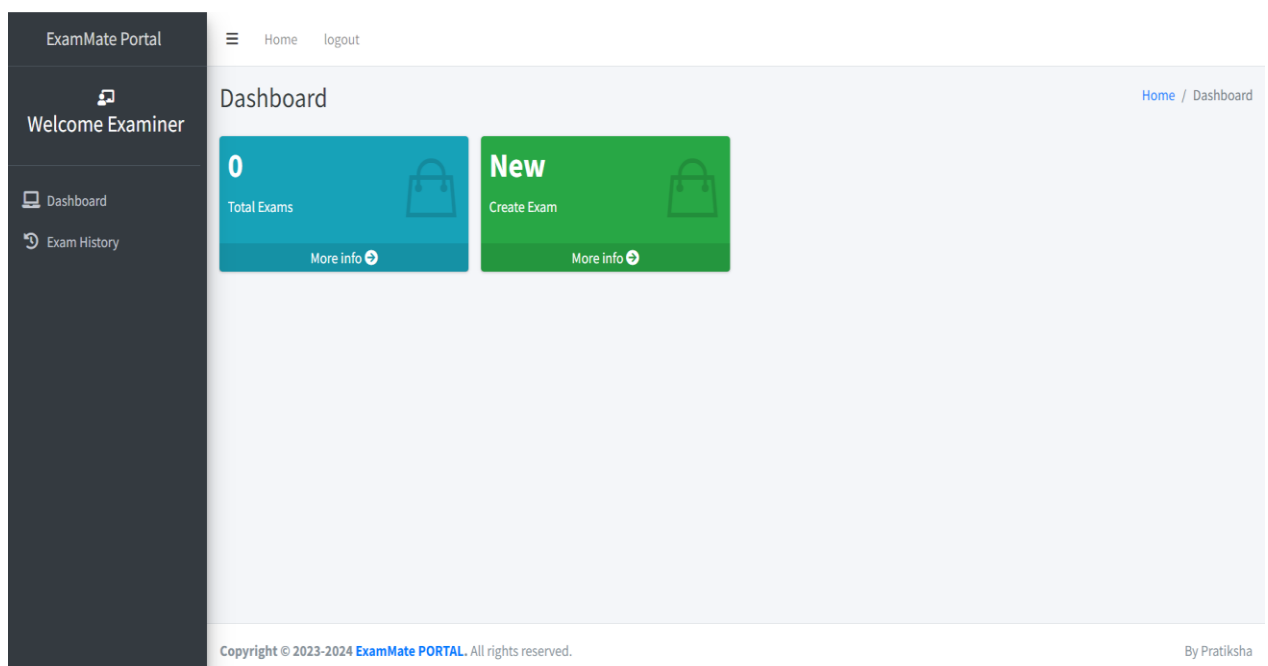 ExamMate Portal
Home logout
Welcome Examiner
Dashboard
Exam History
Dashboard
Home / Dashboard
0
Total Exams
More info
New
Create Exam
More info
Copyright © 2023-2024 ExamMate PORTAL. All rights reserved.
By Pratiksha